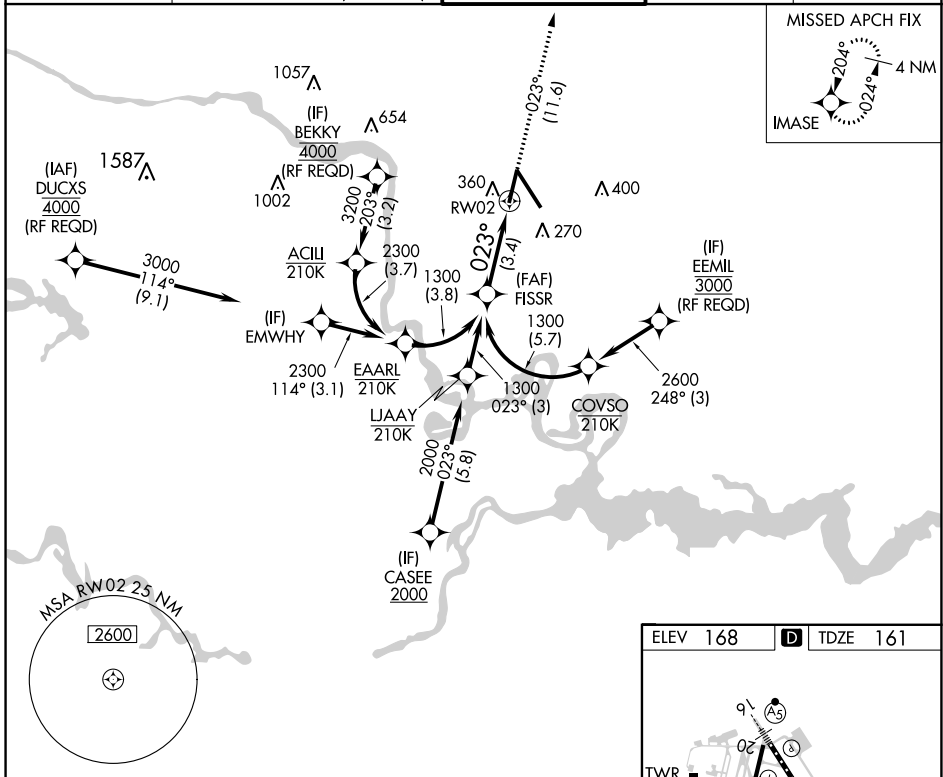 MISSED APCH FIX
204°
024°
4 NM
IMASE
023°
(11.6)
1057
(IF)
BEKKY
4000
(RF REQD)
654
1587
1002
(IAF)
DUCXS
4000
(RF REQD)
3200
203°
(3.2)
360
RW02
400
270
3000
114°
(9.1)
ACILI
210K
2300
(3.7)
1300
(3.8)
023°
(3.4)
(FAF)
FISSR
(IF)
EEMIL
3000
(RF REQD)
(IF)
EMWHY
1300
(5.7)
2300
114° (3.1)
EAARL
210K
1300
023° (3)
2600
248° (3)
LJAAY
210K
COVSO
210K
2000
023°
(5.8)
(IF)
CASEE
2000
MSA RW02 25 NM
2600
ELEV 168
D
TDZE 161
16
A5
20
P
TWR